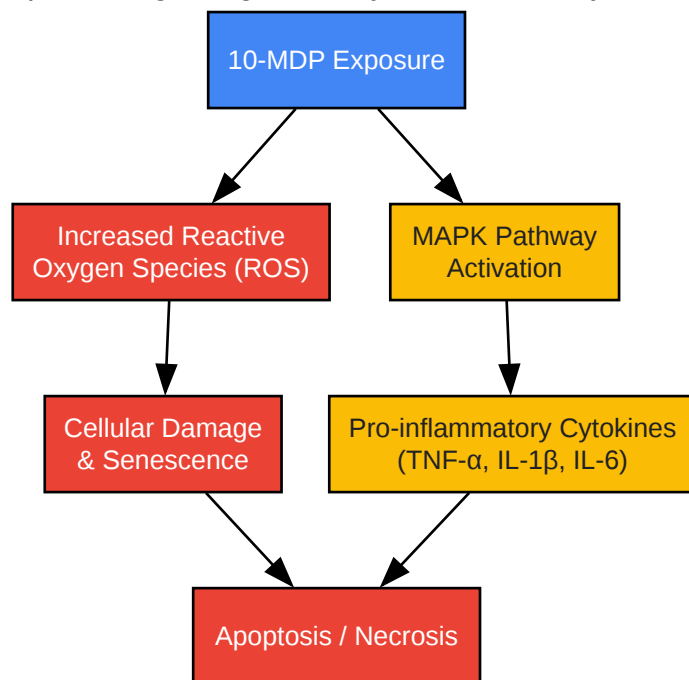 10-MDP Exposure
Increased Reactive
Oxygen Species (ROS)
MAPK Pathway
Activation
Cellular Damage
& Senescence
Pro-inflammatory Cytokines
(TNF-α, IL-1β, IL-6)
Apoptosis / Necrosis